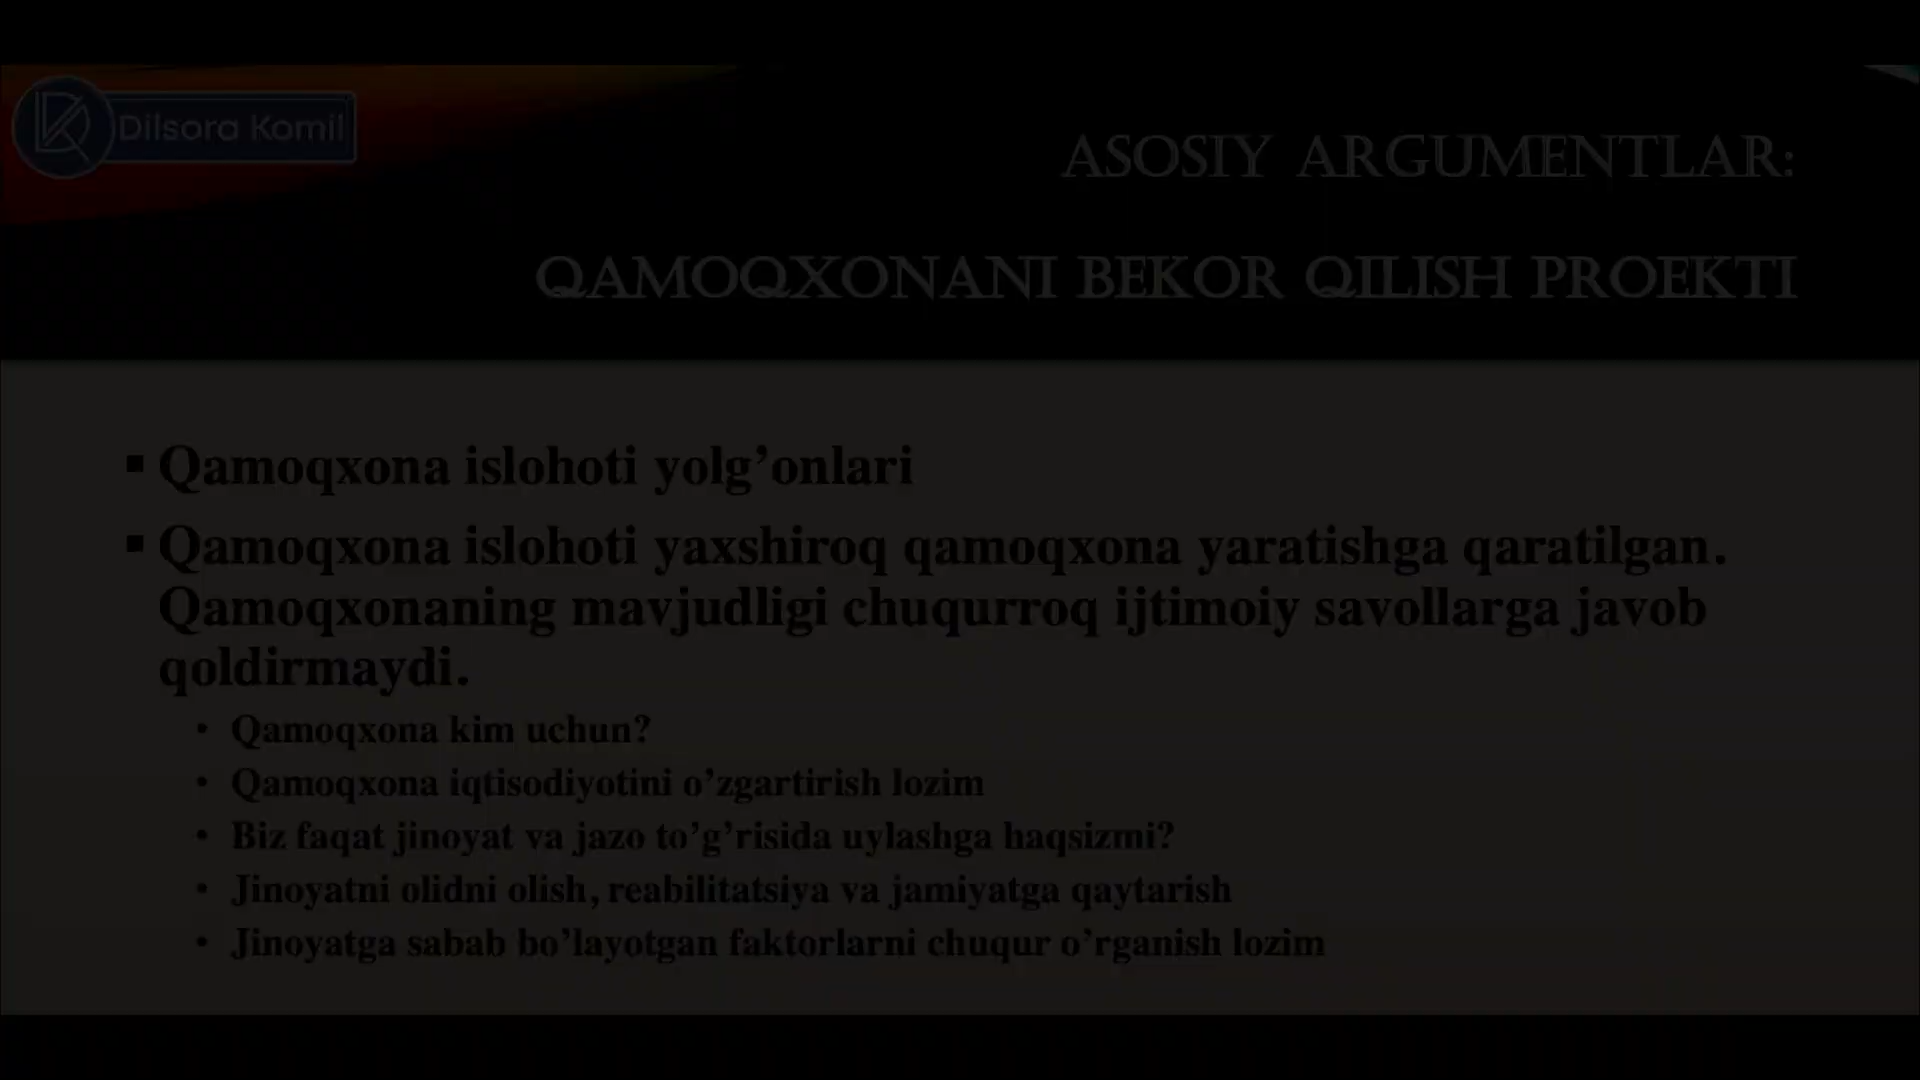 Dilsora Komil
ASOSIY ARGUMENTLAR:
QAMOQXONANI BEKOR QILISH PROEKTI
▪ Qamoqxona islohoti yolg’onlari
▪ Qamoqxona islohoti yaxshiroq qamoqxona yaratishga qaratilgan.
Qamoqxonaning mavjudligi chuqurroq ijtimoiy savollarga javob
qoldirmaydi.
• Qamoqxona kim uchun?
• Qamoqxona iqtisodiyotini o’zgartirish lozim
• Biz faqat jinoyat va jazo to’g’risida uylashga haqsizmi?
• Jinoyatni olidni olish, reabilitatsiya va jamiyatga qaytarish
• Jinoyatga sabab bo’layotgan faktorlarni chuqur o’rganish lozim